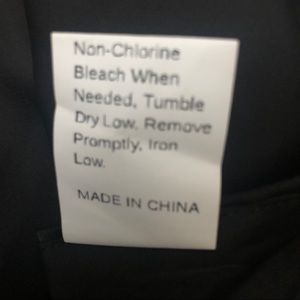 Non-Chlorine
Bleach When
Needed, Tumble
Dry Low, Remove
Promptly, Iron
Low.
MADE IN CHINA